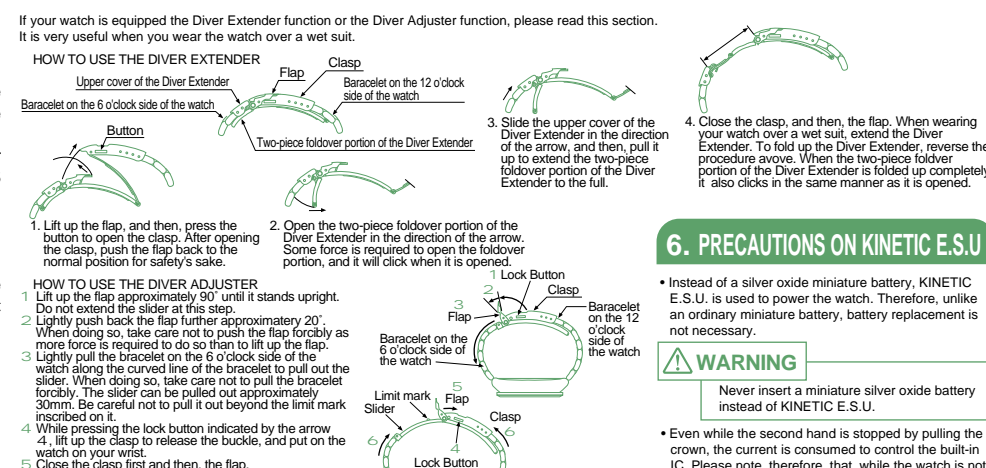 If your watch is equipped the Diver Extender function or the Diver Adjuster function, please read this section.
It is very useful when you wear the watch over a wet suit.
HOW TO USE THE DIVER EXTENDER
Upper cover of the Diver Extender
Flap
Clasp
Baracelet on the 12 o'clock
side of the watch
Baracelet on the 6 o'clock side of the watch
Button
Two-piece foldover portion of the Diver Extender
1. Lift up the flap, and then, press the
button to open the clasp. After opening
the clasp, push the flap back to the
normal position for safety's sake.
2. Open the two-piece foldover portion of the
Diver Extender in the direction of the arrow.
Some force is required to open the foldover
portion, and it will click when it is opened.
3. Slide the upper cover of the
Diver Extender in the direction
of the arrow, and then, pull it
up to extend the two-piece
foldover portion of the Diver
Extender to the full.
4. Close the clasp, and then, the flap. When wearing
your watch over a wet suit, extend the Diver
Extender. To fold up the Diver Extender, reverse the
procedure avove. When the two-piece foldver
portion of the Diver Extender is folded up completely
it also clicks in the same manner as it is opened.
HOW TO USE THE DIVER ADJUSTER
1 Lift up the flap approximately 90˚ until it stands upright.
Do not extend the slider at this step.
2 Lightly push back the flap further approximatery 20˚.
When doing so, take care not to push the flap forcibly as
more force is required to do so than to lift up the flap.
3 Lightly pull the bracelet on the 6 o'clock side of the
watch along the curved line of the bracelet to pull out the
slider. When doing so, take care not to pull the bracelet
forcibly. The slider can be pulled out approximately
30mm. Be careful not to pull it out beyond the limit mark
inscribed on it.
4 While pressing the lock button indicated by the arrow
4, lift up the clasp to release the buckle, and put on the
watch on your wrist.
5 Close the clasp first and then, the flap.
1 Lock Button
2
Clasp
3
Flap
Baracelet on the
6 o'clock side of
the watch
Baracelet
on the 12
o'clock
side of
the watch
5
Limit mark
Flap
Slider
Clasp
6
6
4
Lock Button
6. PRECAUTIONS ON KINETIC E.S.U
• Instead of a silver oxide miniature battery, KINETIC
E.S.U. is used to power the watch. Therefore, unlike
an ordinary miniature battery, battery replacement is
not necessary.
WARNING
Never insert a miniature silver oxide battery
instead of KINETIC E.S.U.
• Even while the second hand is stopped by pulling the
crown, the current is consumed to control the built-in
IC. Please note, therefore, that, while the watch is not